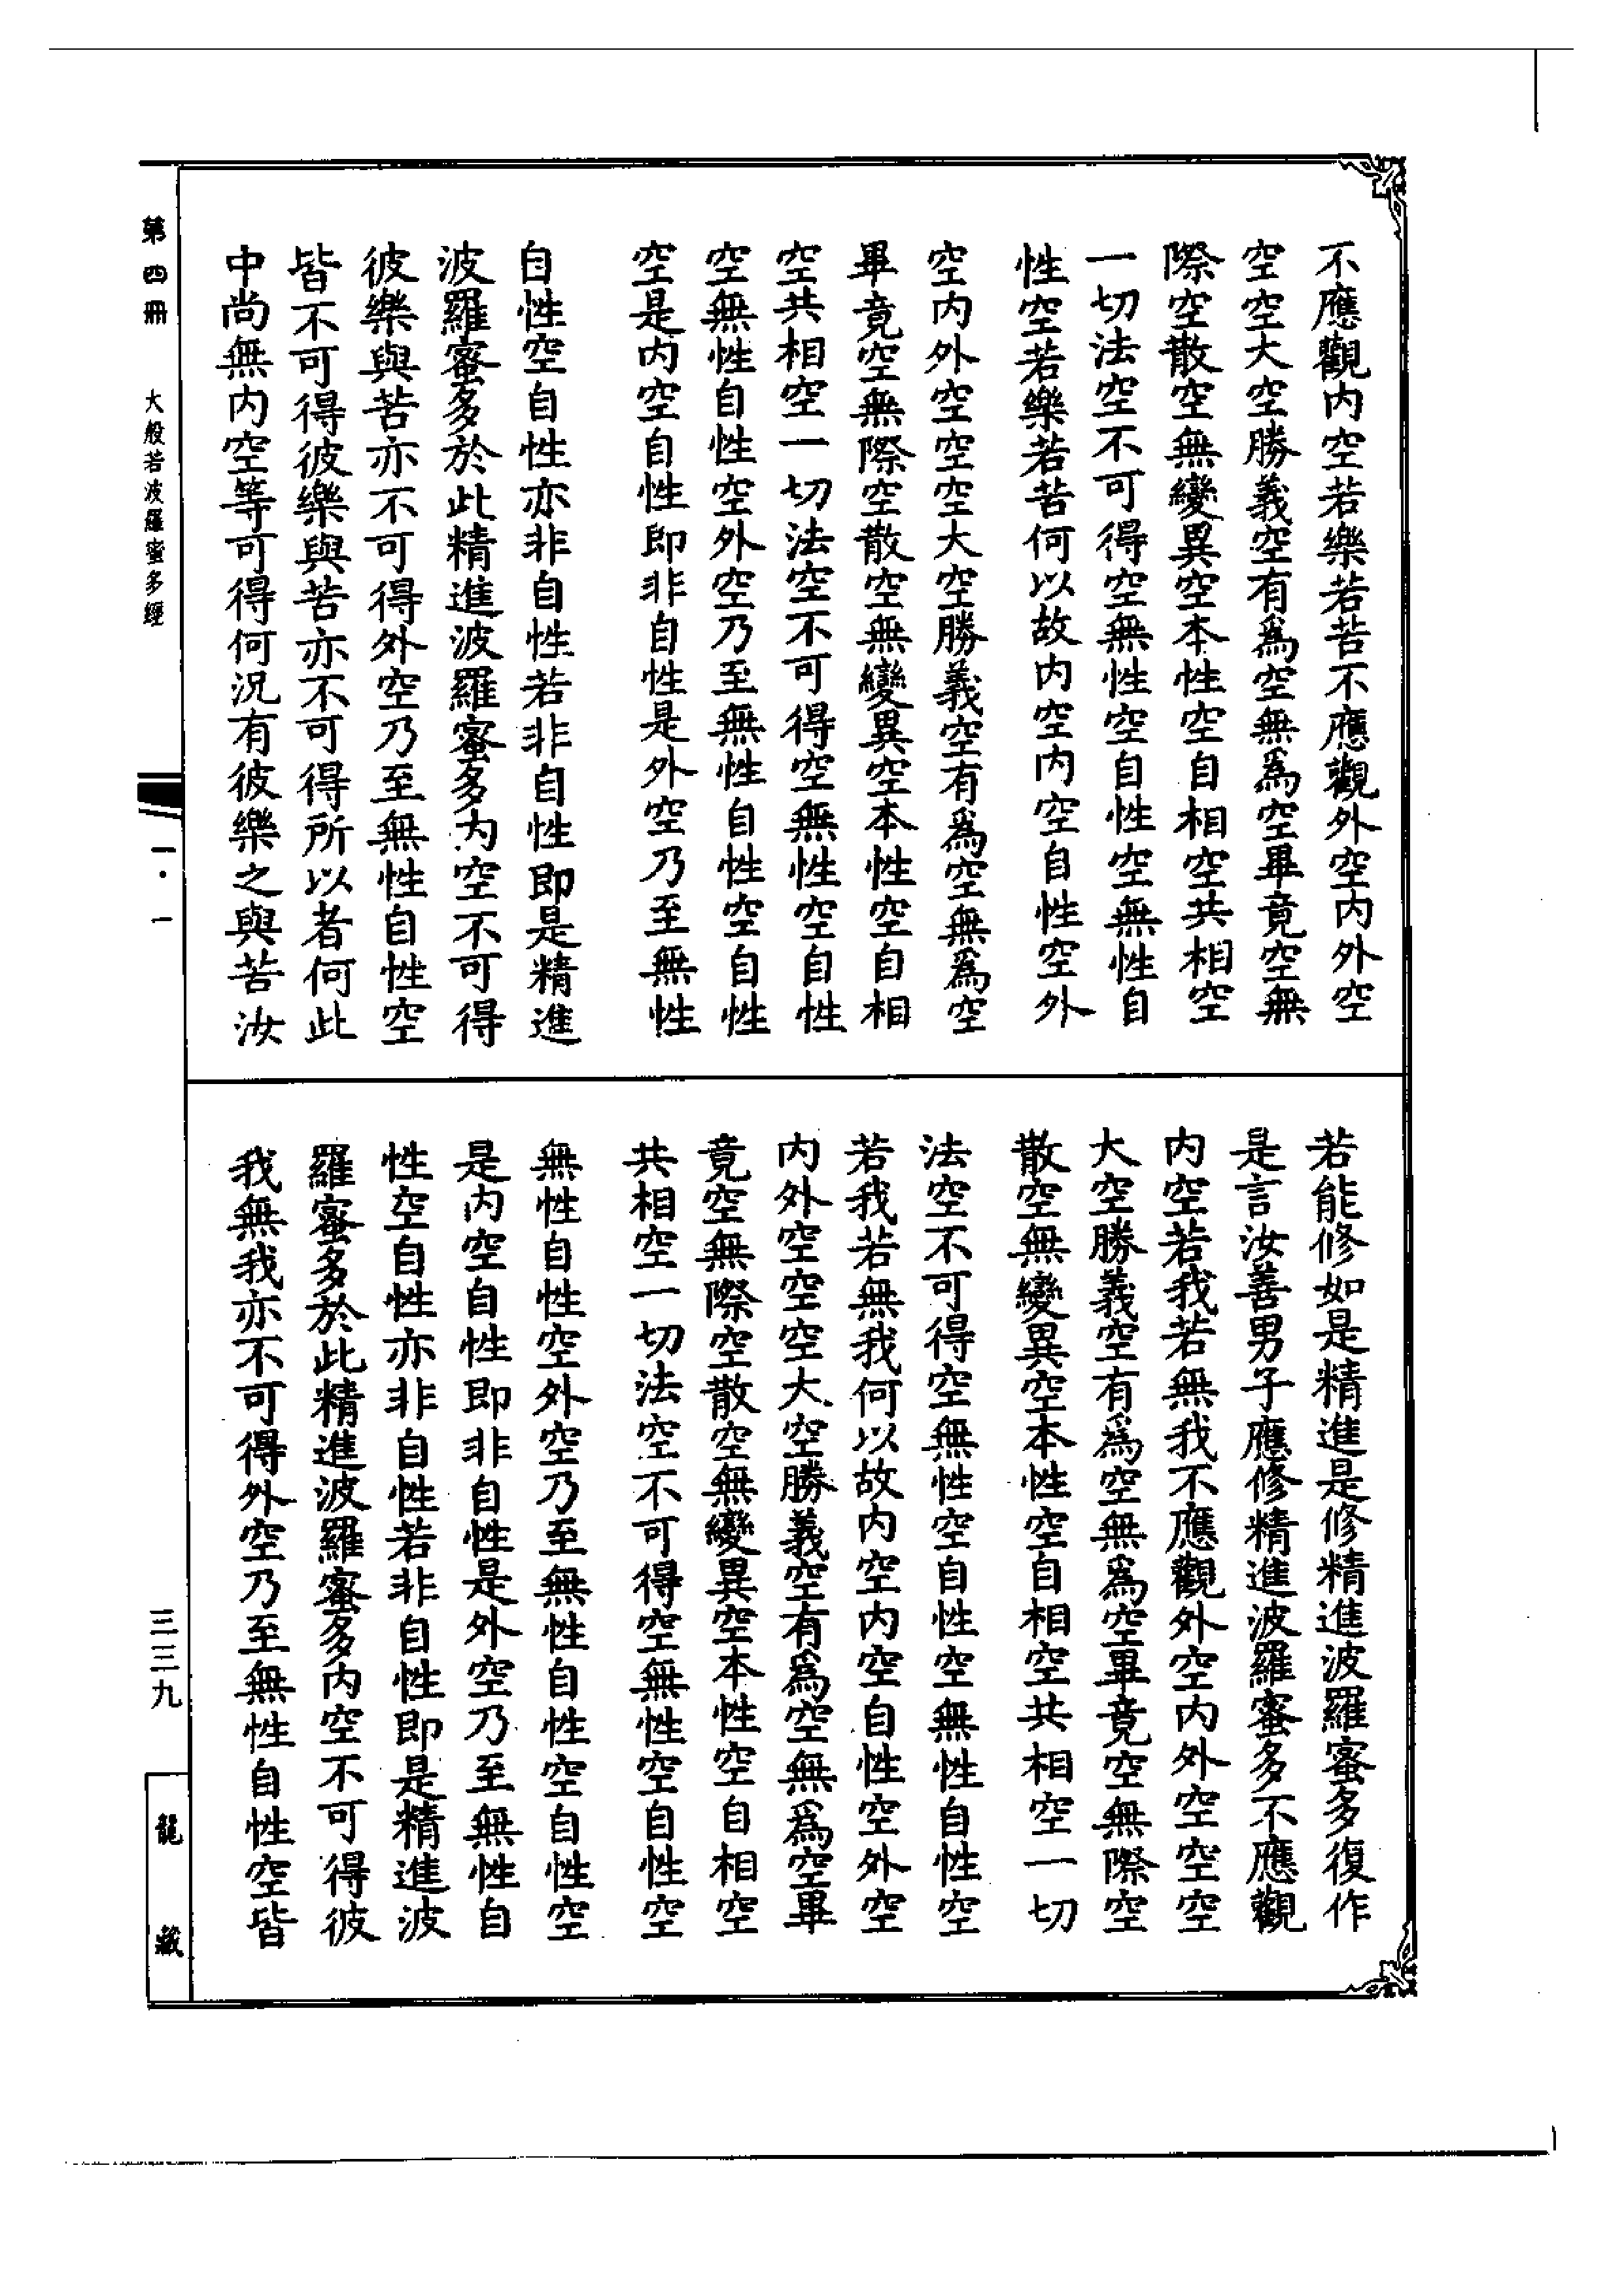 不應觀內空若樂若苦不應觀外空內外空
空空大空勝義空有爲空無爲空畢竟空無
際空散空無變異空本性空自相空共相空
一切法空不可得空無性空自性空無性自
性空若樂若苦何以故內空內空自性空外
空內外空空空大空勝義空有爲空無爲空
畢竟空無際空散空無變異空本性空自相
空共相空一切法空不可得空無性空自性
空無性自性空外空乃至無性自性空自性
空是內空自性即非自性是外空乃至無性
自性空自性亦非自性若非自性即是精進
波羅蜜多於此精進波羅蜜多內空不可得
彼樂與苦亦不可得外空乃至無性自性空
皆不可得彼樂與苦亦不可得所以者何此
中尚無內空等可得何況有彼樂之與苦汝
若能修如是精進是修精進波羅蜜多復作
是言汝善男子應修精進波羅蜜多不應觀
內空若我若無我不應觀外空內外空空空
大空勝義空有爲空無爲空畢竟空無際空
散空無變異空本性空自相空共相空一切
法空不可得空無性空自性空無性自性空
若我若無我何以故內空內空自性空外空
內外空空空大空勝義空有爲空無爲空畢
竟空無際空散空無變異空本性空自相空
共相空一切法空不可得空無性空自性空
無性自性空外空乃至無性自性空自性空
是內空自性即非自性是外空乃至無性自
性空自性亦非自性若非自性即是精進波
羅蜜多於此精進波羅蜜多內空不可得彼
我無我亦不可得外空乃至無性自性空皆
第四冊 大般若波羅蜜多經 一·一 三三九 龍藏